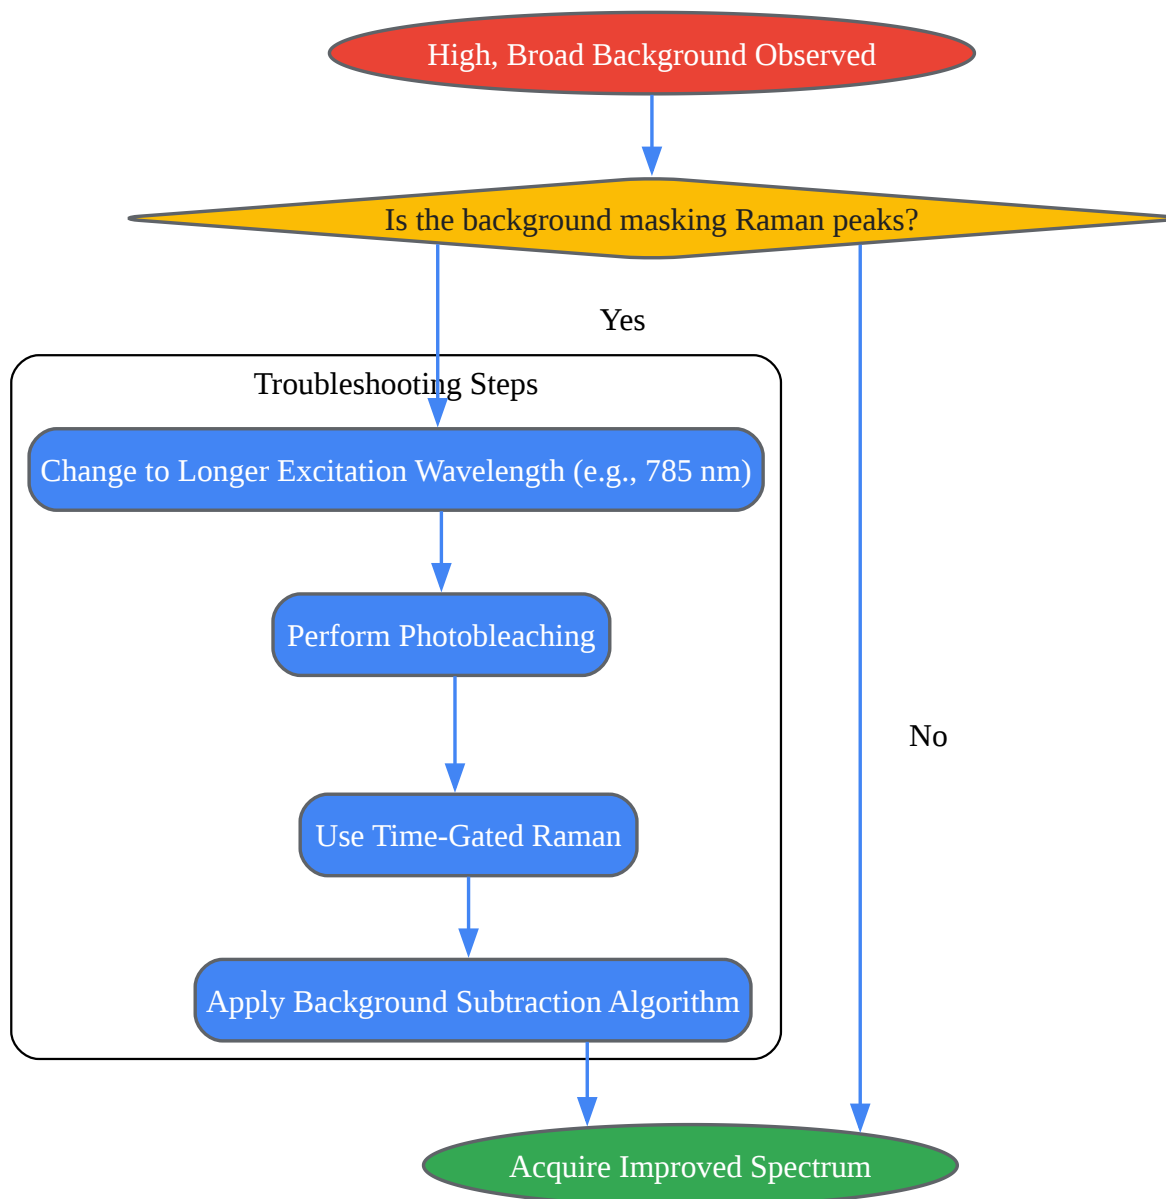 High, Broad Background Observed
Is the background masking Raman peaks?
Yes
Troubleshooting Steps
Change to Longer Excitation Wavelength (e.g., 785 nm)
Perform Photobleaching
No
Use Time-Gated Raman
Apply Background Subtraction Algorithm
Acquire Improved Spectrum